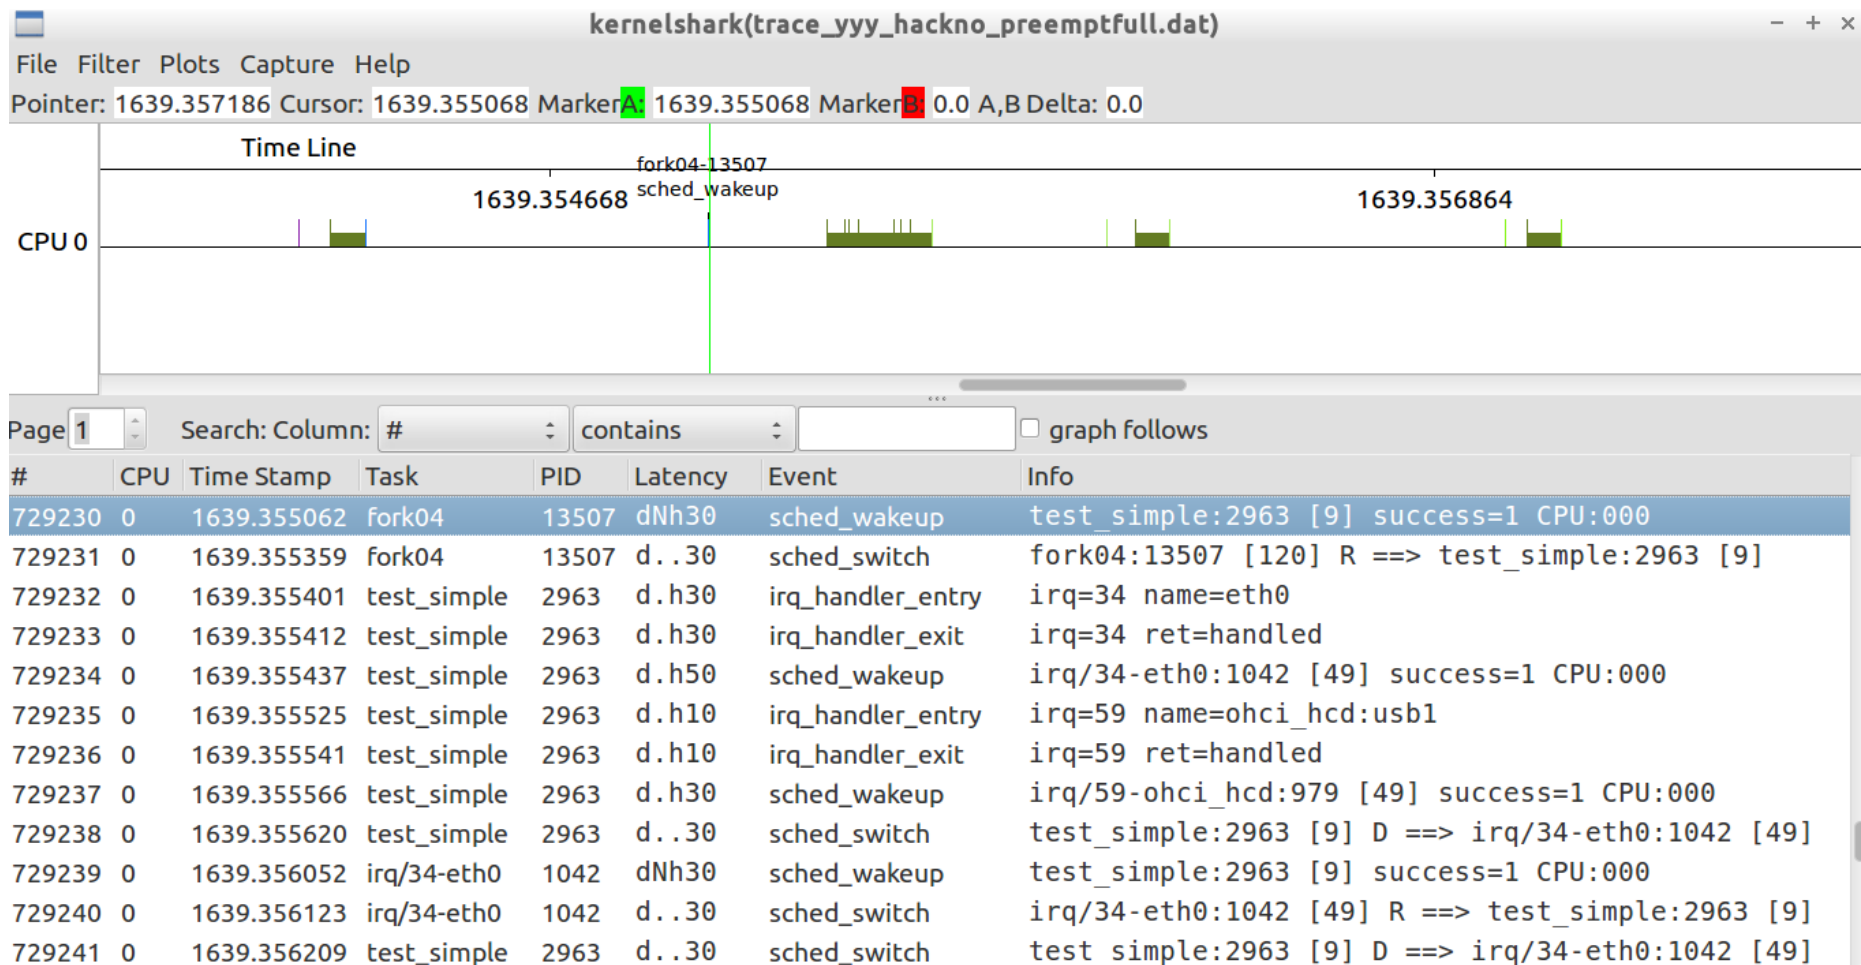 kernelshark(trace_yyy_hackno_preemptfull.dat)
File Filter Plots Capture Help
Pointer: 1639.357186 Cursor: 1639.355068 MarkerA: 1639.355068 MarkerB: 0.0 A,B Delta: 0.0
Time Line
fork04-13507
sched_wakeup
1639.354668 1639.356864
CPU 0
Page 1 Search: Column: # contains graph follows
# CPU Time Stamp Task PID Latency Event Info
729230 0 1639.355062 fork04 13507 dNh30 sched_wakeup test_simple:2963 [9] success=1 CPU:000
729231 0 1639.355359 fork04 13507 d..30 sched_switch fork04:13507 [120] R ==> test_simple:2963 [9]
729232 0 1639.355401 test_simple 2963 d.h30 irq_handler_entry irq=34 name=eth0
729233 0 1639.355412 test_simple 2963 d.h30 irq_handler_exit irq=34 ret=handled
729234 0 1639.355437 test_simple 2963 d.h50 sched_wakeup irq/34-eth0:1042 [49] success=1 CPU:000
729235 0 1639.355525 test_simple 2963 d.h10 irq_handler_entry irq=59 name=ohci_hcd:usb1
729236 0 1639.355541 test_simple 2963 d.h10 irq_handler_exit irq=59 ret=handled
729237 0 1639.355566 test_simple 2963 d.h30 sched_wakeup irq/59-ohci_hcd:979 [49] success=1 CPU:000
729238 0 1639.355620 test_simple 2963 d..30 sched_switch test_simple:2963 [9] D ==> irq/34-eth0:1042 [49]
729239 0 1639.356052 irq/34-eth0 1042 dNh30 sched_wakeup test_simple:2963 [9] success=1 CPU:000
729240 0 1639.356123 irq/34-eth0 1042 d..30 sched_switch irq/34-eth0:1042 [49] R ==> test_simple:2963 [9]
729241 0 1639.356209 test_simple 2963 d..30 sched_switch test simple:2963 [9] D ==> irq/34-eth0:1042 [49]